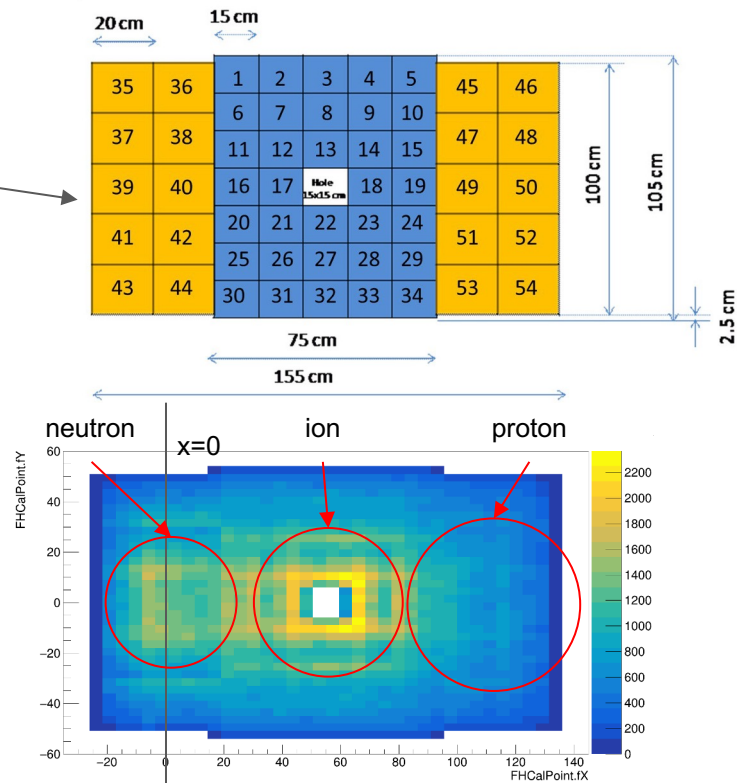 20 cm
15 cm
35 36 1 2 3 4 5 45 46
6 7 8 9 10
37 38 11 12 13 14 15 47 48
39 40 16 17 Hole 15x15 cm 18 19 49 50
41 42 20 21 22 23 24 51 52
25 26 27 28 29
43 44 30 31 32 33 34 53 54
100 cm
105 cm
2.5 cm
75 cm
155 cm
neutron
x=0
ion
proton
FHCalPoint.fY
60
40
20
0
−20
−40
−60
−20 0 20 40 60 80 100 120 140
FHCalPoint.fX
2200
2000
1800
1600
1400
1200
1000
800
600
400
200
0